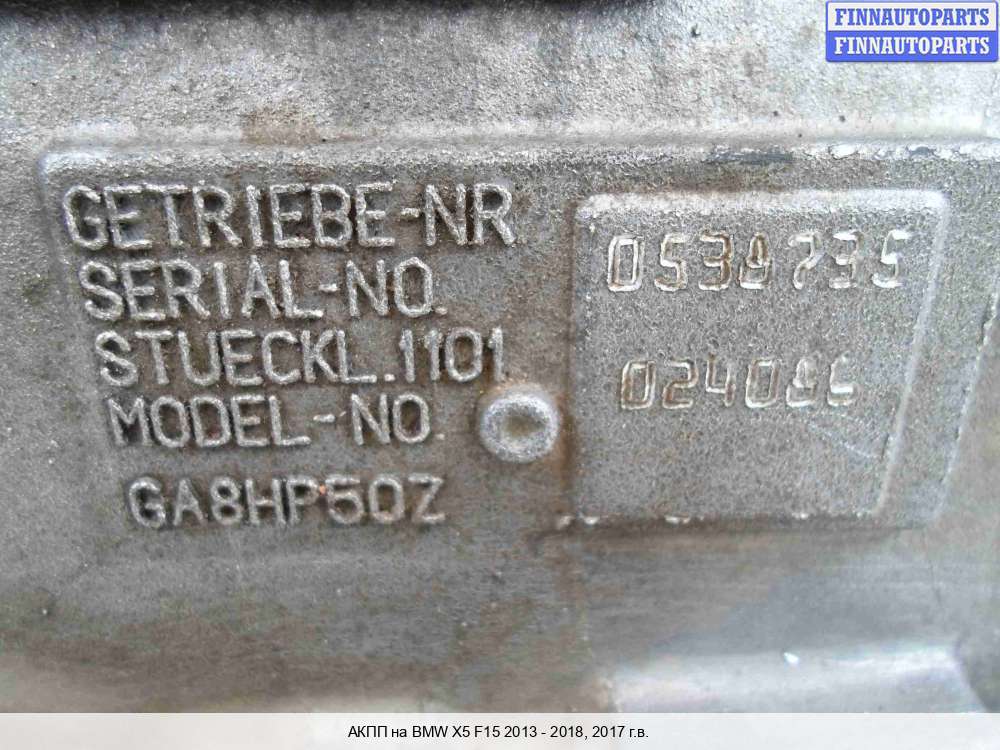 FINNAUTOPARTS
FINNAUTOPARTS
GETRIEBE-NR
SERIAL-NO.
STUECKL.1101
MODEL-NO.
GA8HP50Z
024086
АКПП на BMW X5 F15 2013 - 2018, 2017 г.в.